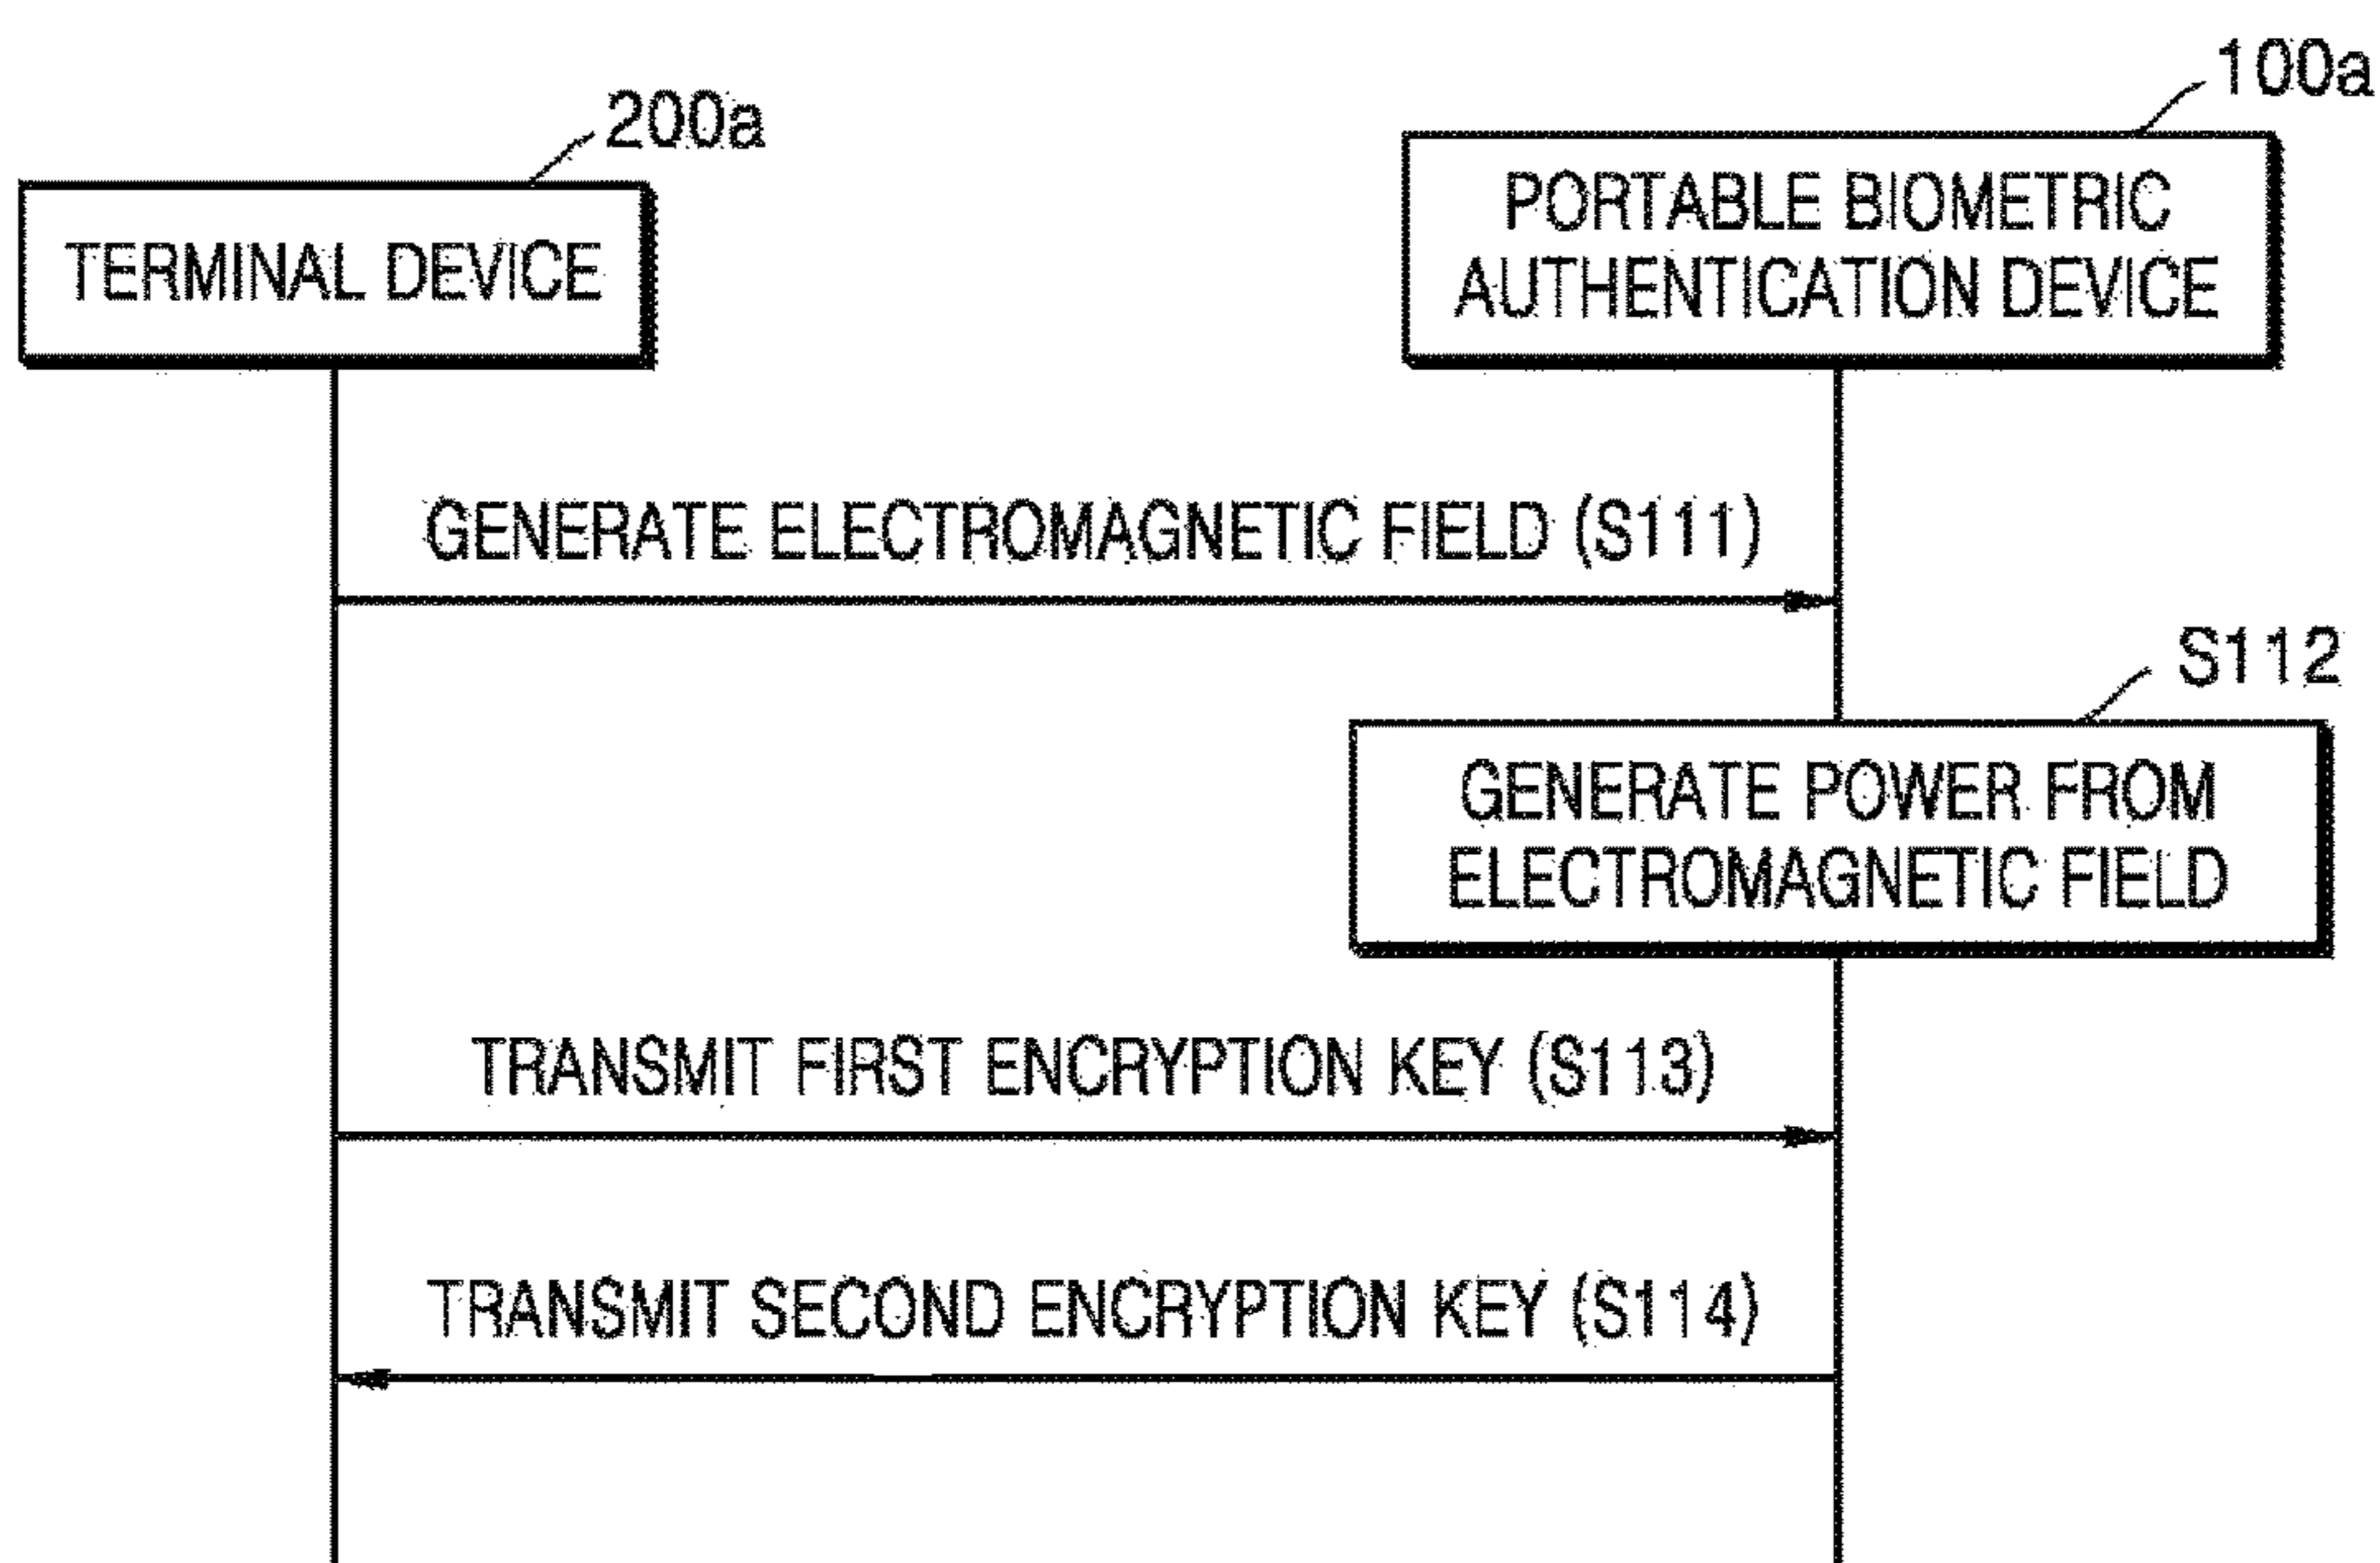 100a
200a
PORTABLE BIOMETRIC
AUTHENTICATION DEVICE
TERMINAL DEVICE
GENERATE ELECTROMAGNETIC FIELD (S111)
S112
GENERATE POWER FROM
ELECTROMAGNETIC FIELD
TRANSMIT FIRST ENCRYPTION KEY (S113)
TRANSMIT SECOND ENCRYPTION KEY (S114)